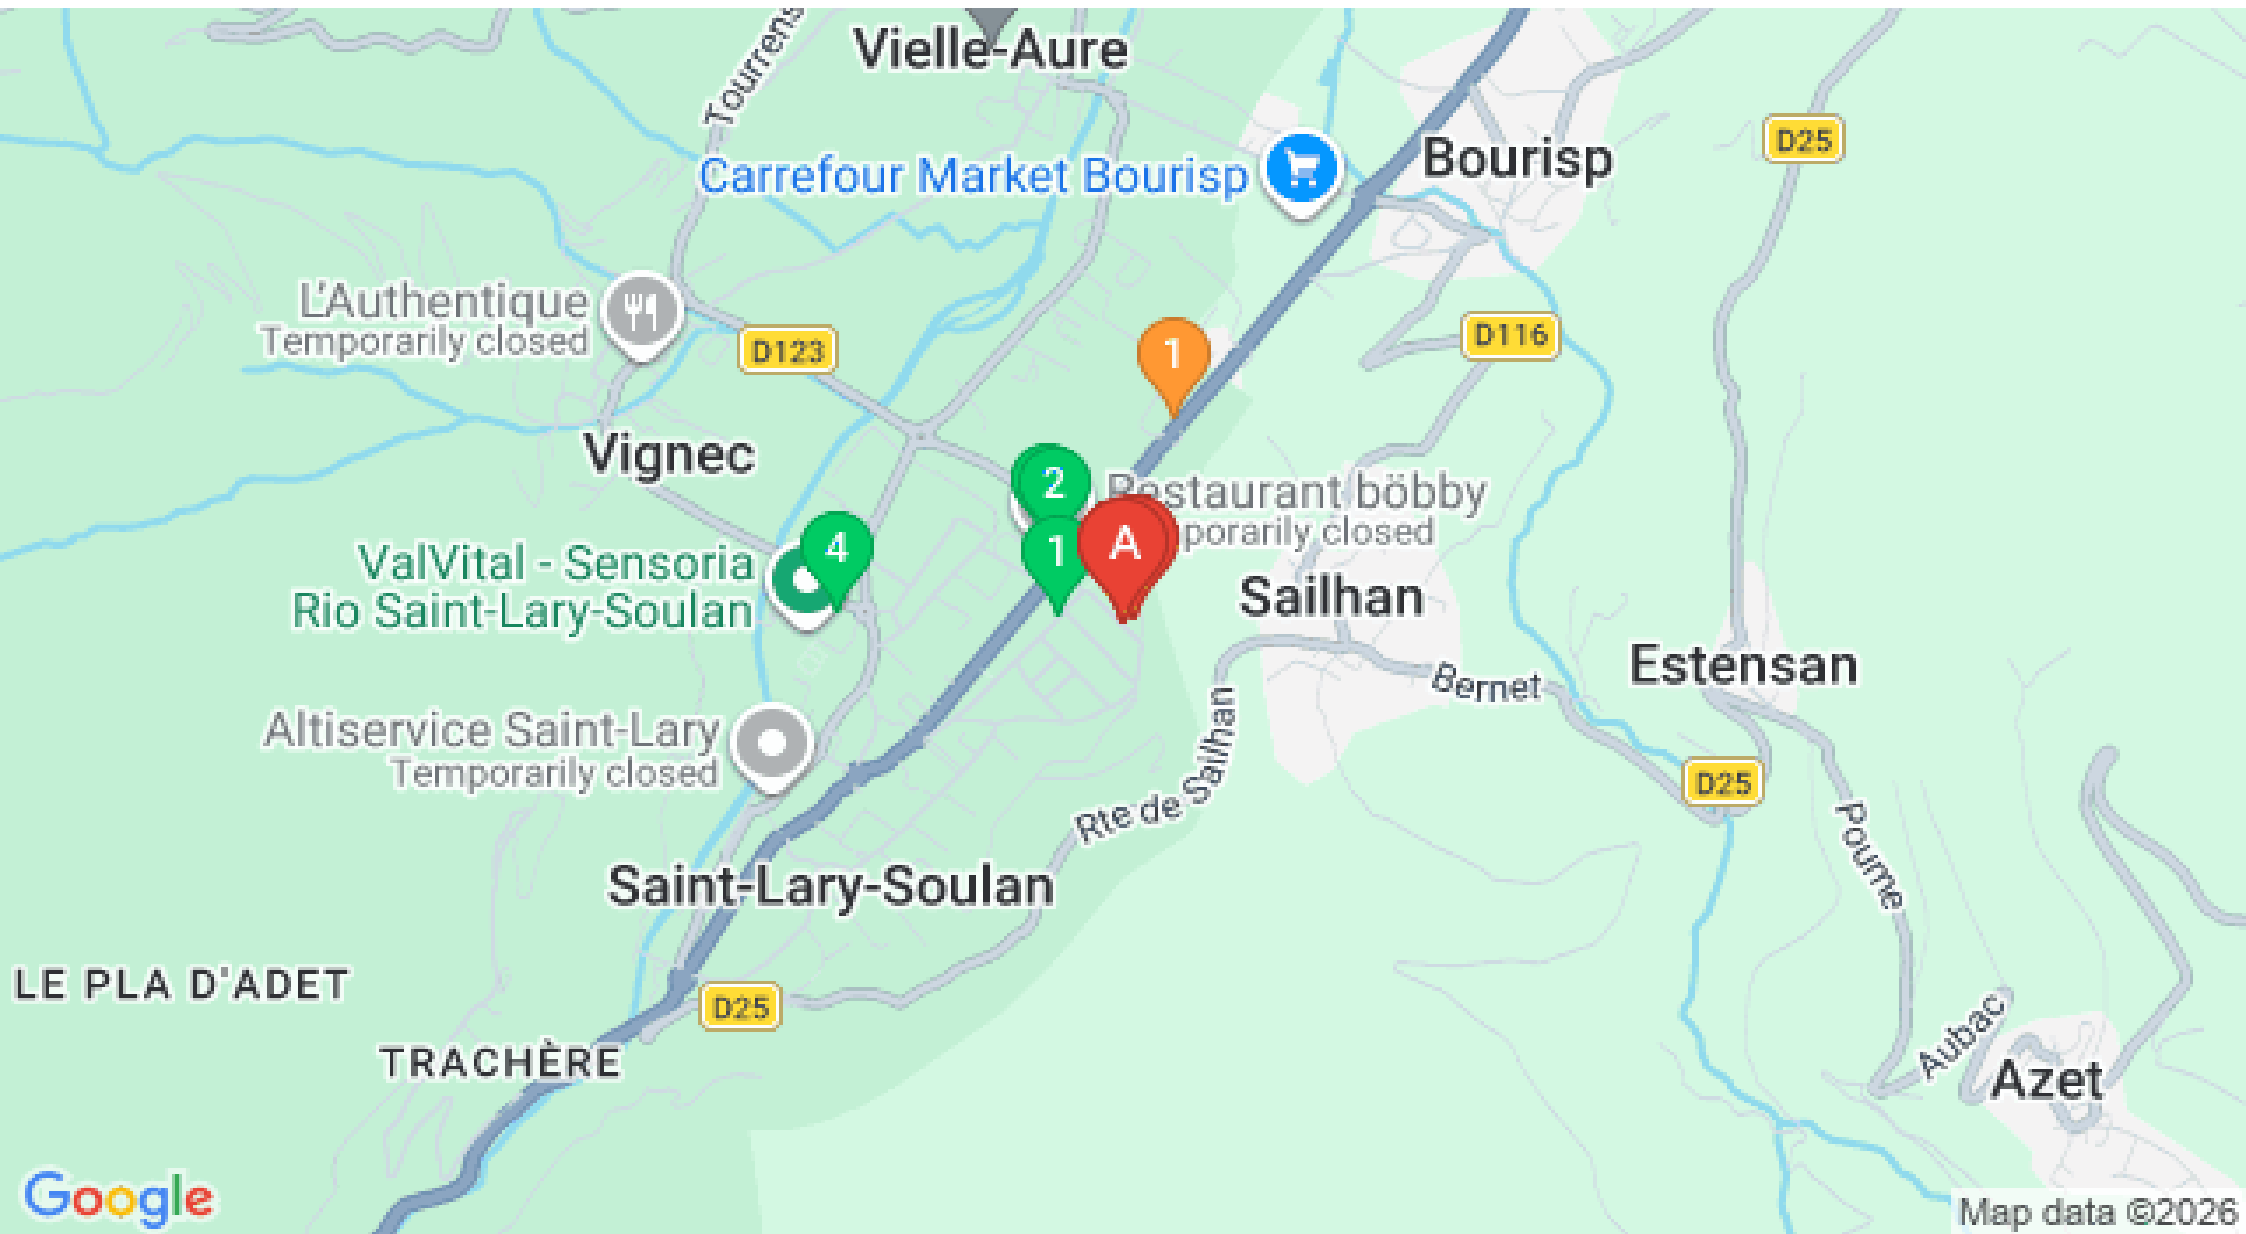 Tourrens
Vielle-Aure
D25
Carrefour Market Bourisp
Bourisp
L'Authentique
Temporarily closed
D123
D116
1
Vignec
2
Restaurant böbby
porarily closed
A
1
4
ValVital - Sensoria
Rio Saint-Lary-Soulan
Sailhan
Estensan
Bernet
Altiservice Saint-Lary
Temporarily closed
D25
Rte de Sailhan
Poume
Saint-Lary-Soulan
LE PLA D'ADET
D25
TRACHÈRE
Aubac
Azet
Google
Map data ©2026